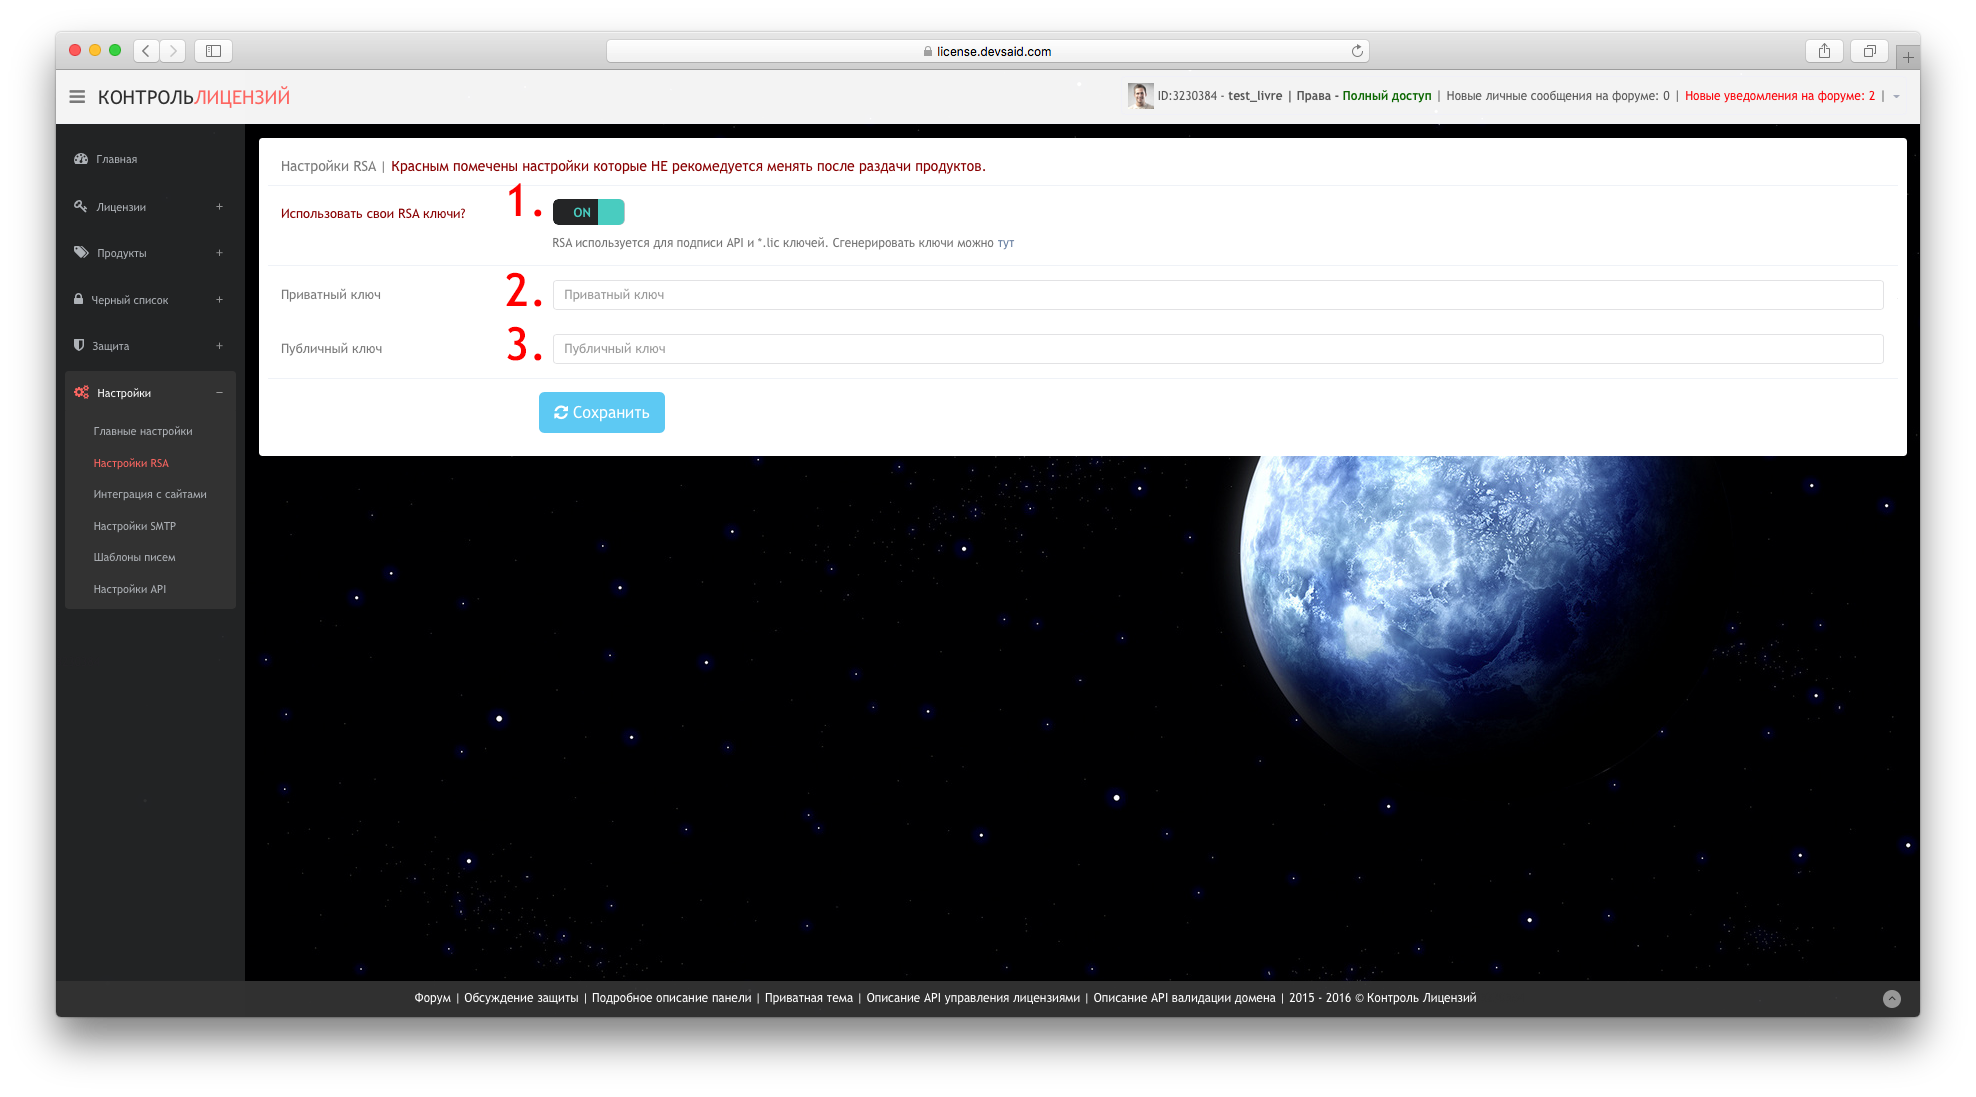 license.devsaid.com
КОНТРОЛЬЛИЦЕНЗИЙ
ID:3230384 - test_livre | Права - Полный доступ | Новые личные сообщения на форуме: 0 | Новые уведомления на форуме: 2 |
Главная
Лицензии +
Продукты +
Черный список +
Защита +
Настройки −
Главные настройки
Настройки RSA
Интеграция с сайтами
Настройки SMTP
Шаблоны писем
Настройки API
Настройки RSA | Красным помечены настройки которые НЕ рекомедуется менять после раздачи продуктов.
Использовать свои RSA ключи? 1. ON
RSA используется для подписи API и *.lic ключей. Сгенерировать ключи можно тут
Приватный ключ 2. Приватный ключ
Публичный ключ 3. Публичный ключ
Сохранить
Форум | Обсуждение защиты | Подробное описание панели | Приватная тема | Описание API управления лицензиями | Описание API валидации домена | 2015 - 2016 © Контроль Лицензий